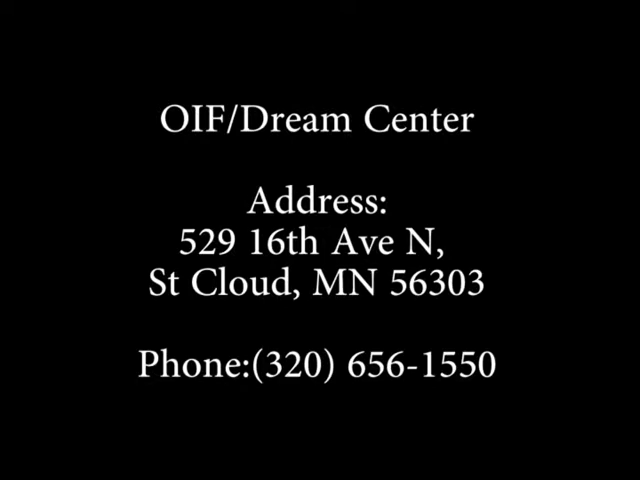 OIF/Dream Center
Address:
529 16th Ave N,
St Cloud, MN 56303
Phone:(320) 656-1550